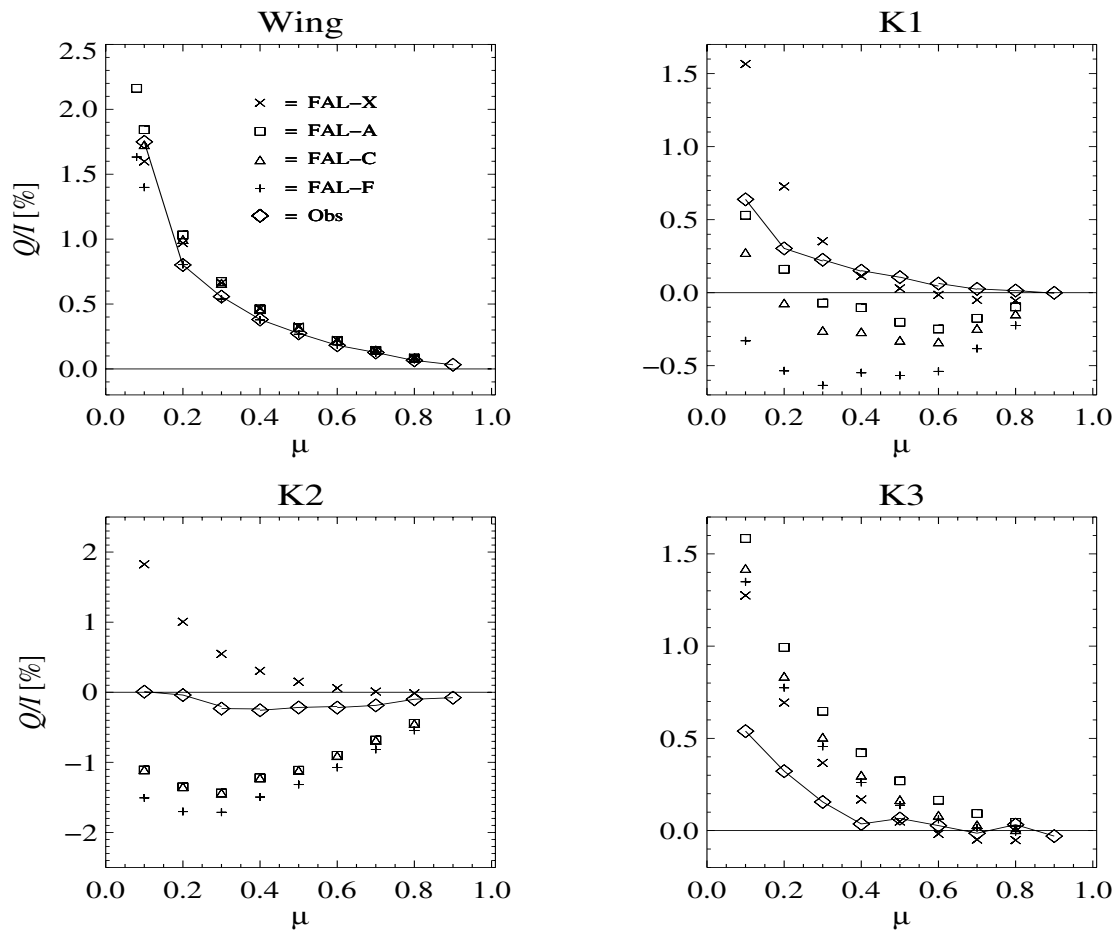 Wing
2.5
2.0
1.5
1.0
0.5
0.0
Q/I [%]
× = FAL–X
□ = FAL–A
△ = FAL–C
+ = FAL–F
◇ = Obs
0.0 0.2 0.4 0.6 0.8 1.0
μ
K1
1.5
1.0
0.5
0.0
−0.5
0.0 0.2 0.4 0.6 0.8 1.0
μ
K2
2
1
0
−1
−2
Q/I [%]
0.0 0.2 0.4 0.6 0.8 1.0
μ
K3
1.5
1.0
0.5
0.0
0.0 0.2 0.4 0.6 0.8 1.0
μ